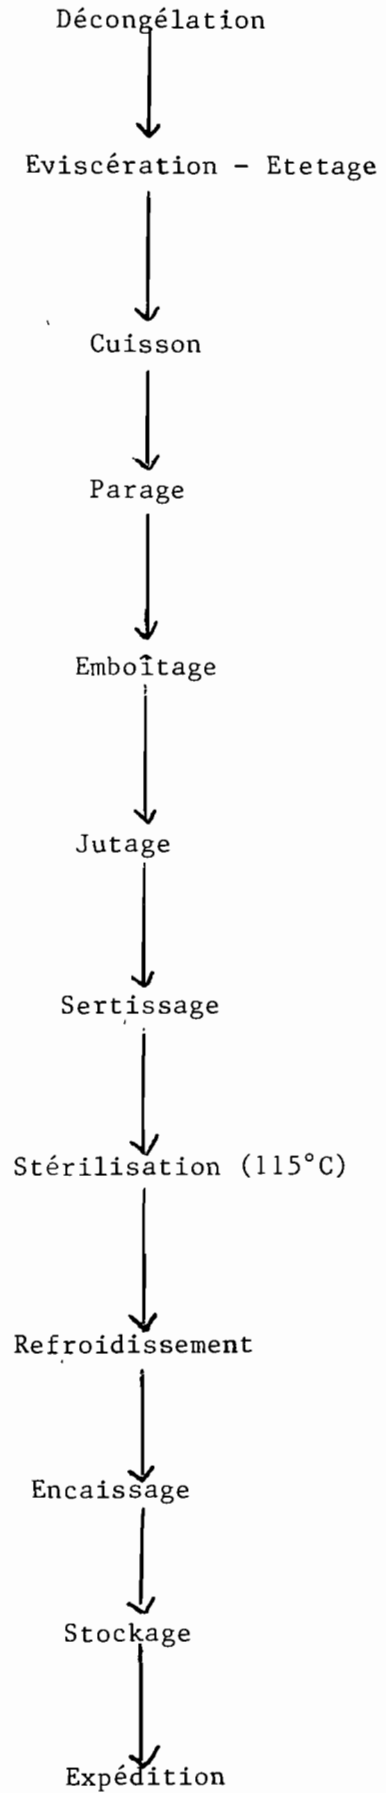 Décongélation
Eviscération - Etetage
Cuisson
Parage
Emboîtage
Jutage
Sertissage
Stérilisation (115°C)
Refroidissement
Encaissage
Stockage
Expédition